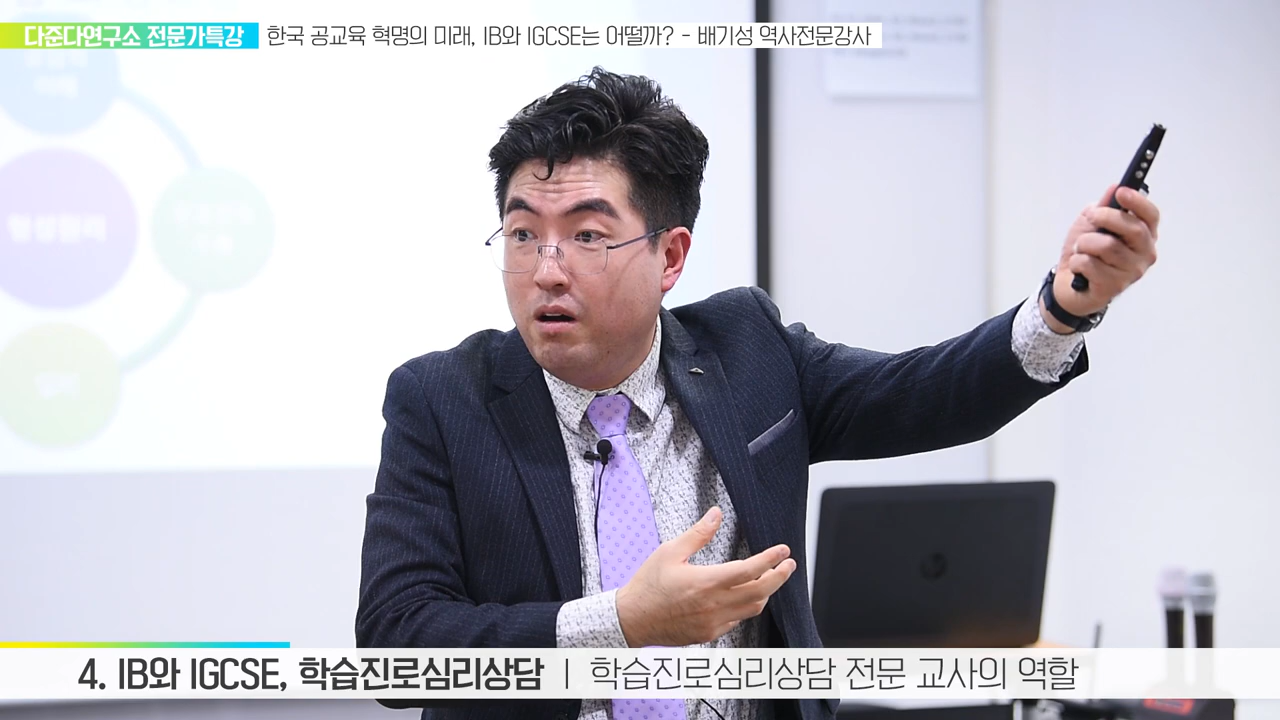 다준다연구소 전문가특강 한국 공교육 혁명의 미래, IB와 IGCSE는 어떨까? - 배기성 역사전문강사
4. IB와 IGCSE, 학습진로심리상담 | 학습진로심리상담 전문 교사의 역할